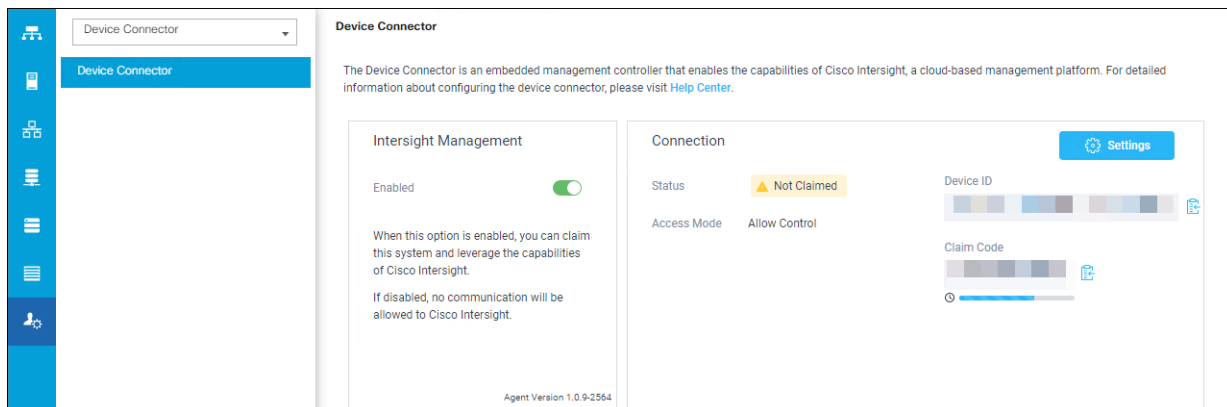 Device Connector
Device Connector
Device Connector
The Device Connector is an embedded management controller that enables the capabilities of Cisco Intersight, a cloud-based management platform. For detailed
information about configuring the device connector, please visit Help Center.
Intersight Management
Enabled
When this option is enabled, you can claim
this system and leverage the capabilities
of Cisco Intersight.
If disabled, no communication will be
allowed to Cisco Intersight.
Agent Version 1.0.9-2564
Connection
Settings
Status
Not Claimed
Access Mode
Allow Control
Device ID
Claim Code